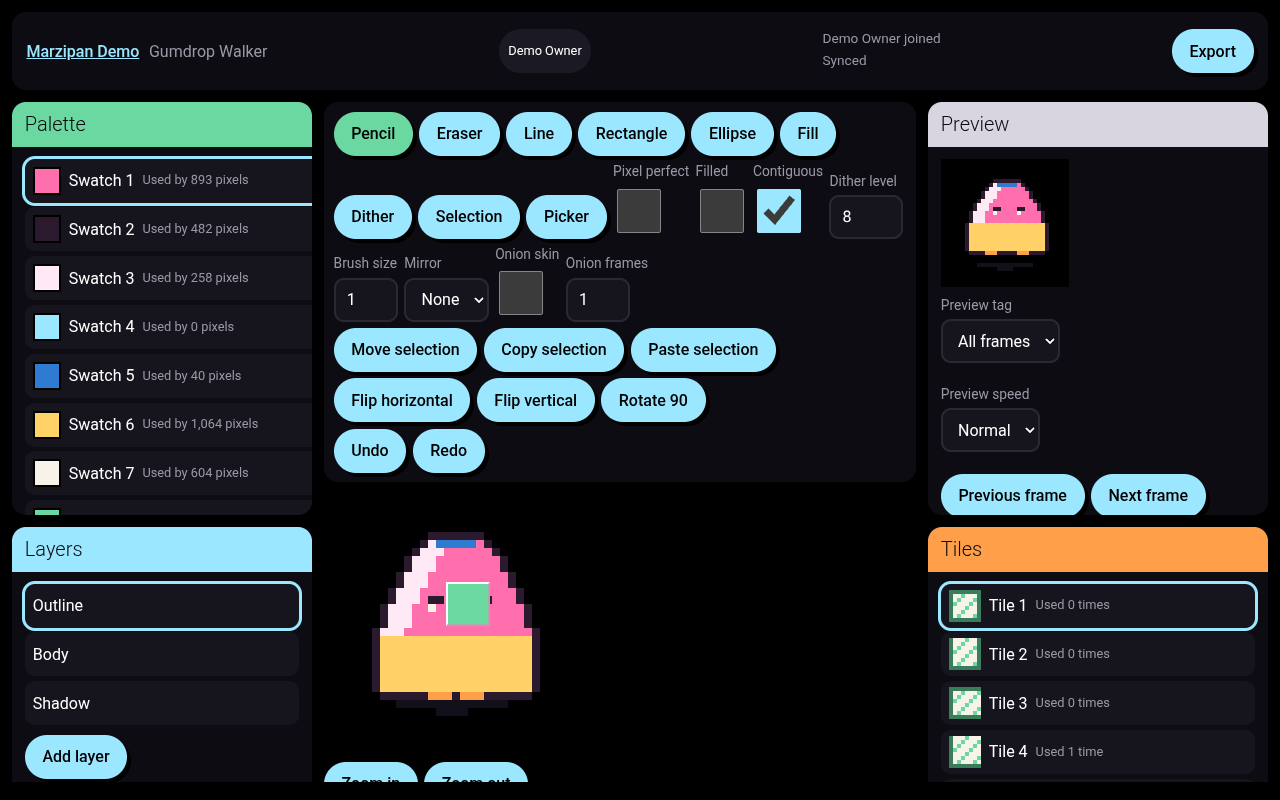 Marzipan Demo Gumdrop Walker
Demo Owner
Demo Owner joined
Synced
Export
Palette
Swatch 1 Used by 893 pixels
Swatch 2 Used by 482 pixels
Swatch 3 Used by 258 pixels
Swatch 4 Used by 0 pixels
Swatch 5 Used by 40 pixels
Swatch 6 Used by 1,064 pixels
Swatch 7 Used by 604 pixels
Pencil Eraser Line Rectangle Ellipse Fill
Dither Selection Picker
Pixel perfect Filled Contiguous Dither level
8
Brush size Mirror Onion skin Onion frames
1 None 1
Move selection Copy selection Paste selection
Flip horizontal Flip vertical Rotate 90
Undo Redo
Preview
Preview tag
All frames
Preview speed
Normal
Previous frame Next frame
Layers
Outline
Body
Shadow
Add layer
Zoom in Zoom out
Tiles
Tile 1 Used 0 times
Tile 2 Used 0 times
Tile 3 Used 0 times
Tile 4 Used 1 time